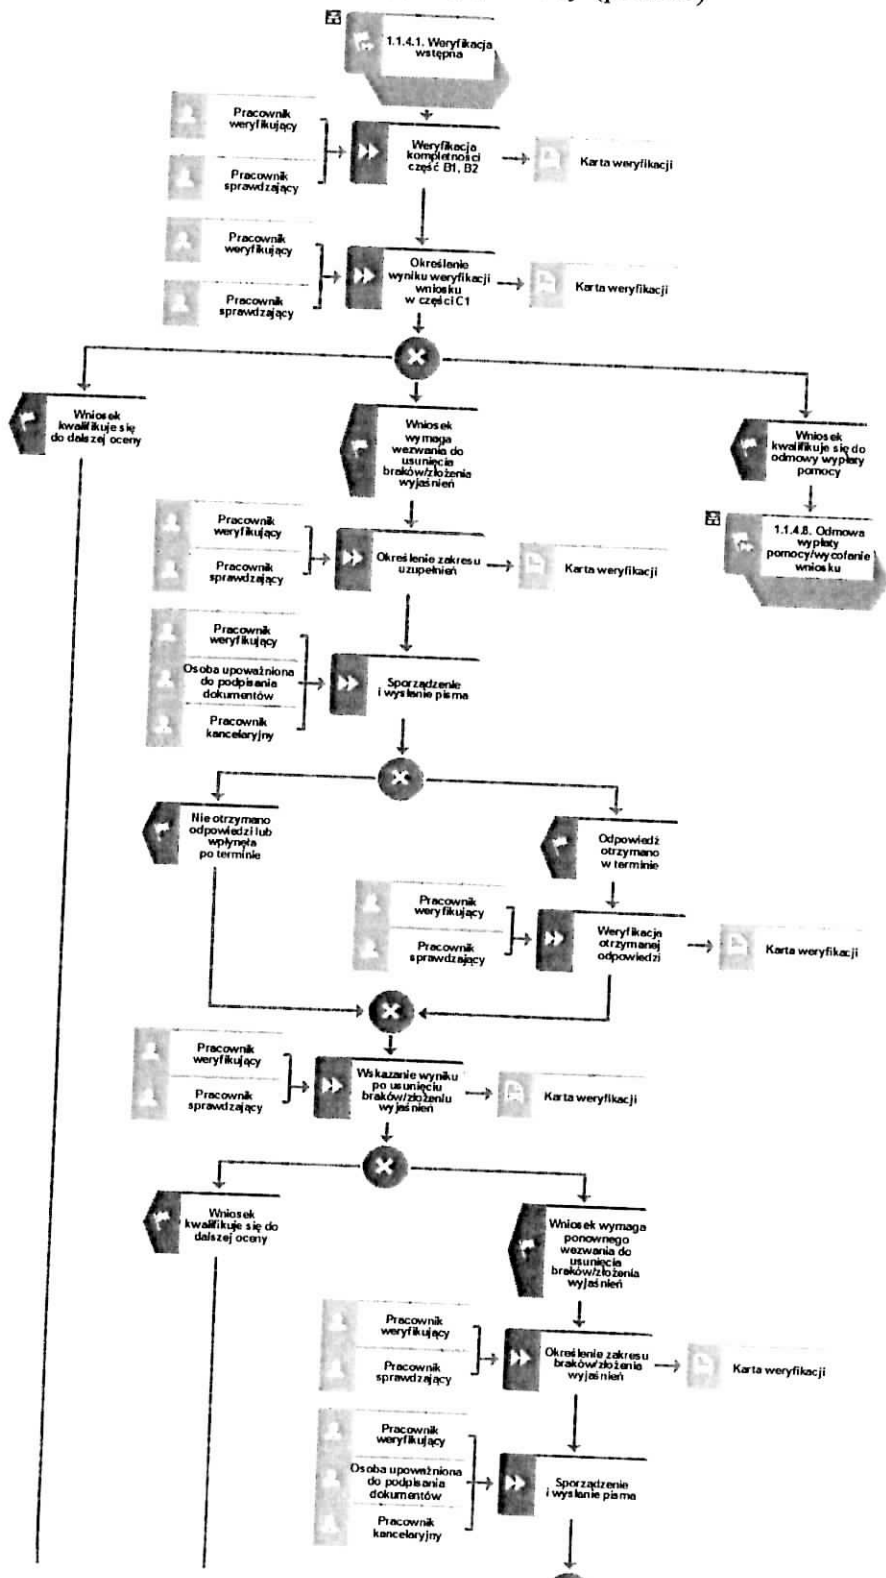 1.1.4.1. Weryfikacja
wstępna
Pracownik
weryfikujący
Pracownik
sprawdzający
Weryfikacja
kompletności
część B1, B2
Karta weryfikacji
Pracownik
weryfikujący
Pracownik
sprawdzający
Określenie
wyniku weryfikacji
wniosku
w części C1
Karta weryfikacji
Wniosek
kwalifikuje się
do dalszej oceny
Wniosek
wymaga
wezwania do
usunięcia
braków/złożenia
wyjaśnień
Wniosek
kwalifikuje się do
odmowy wypłaty
pomocy
1.1.4.8. Odmowa
wypłaty
pomocy/wycofanie
wniosku
Pracownik
weryfikujący
Pracownik
sprawdzający
Określenie zakresu
uzupełnień
Karta weryfikacji
Pracownik
weryfikujący
Osoba upoważniona
do podpisania
dokumentów
Pracownik
kancelaryjny
Sporządzenie
i wysłanie pisma
Nie otrzymano
odpowiedzi lub
wpłynęła
po terminie
Odpowiedź
otrzymano
w terminie
Pracownik
weryfikujący
Pracownik
sprawdzający
Weryfikacja
otrzymanej
odpowiedzi
Karta weryfikacji
Pracownik
weryfikujący
Pracownik
sprawdzający
Wskazanie wyniku
po usunięciu
braków/złożeniu
wyjaśnień
Karta weryfikacji
Wniosek
kwalifikuje się do
dalszej oceny
Wniosek wymaga
ponownego
wezwania do
usunięcia
braków/złożenia
wyjaśnień
Pracownik
weryfikujący
Pracownik
sprawdzający
Określenie zakresu
braków/złożenia
wyjaśnień
Karta weryfikacji
Pracownik
weryfikujący
Osoba upoważniona
do podpisania
dokumentów
Pracownik
kancelaryjny
Sporządzenie
i wysłanie pisma